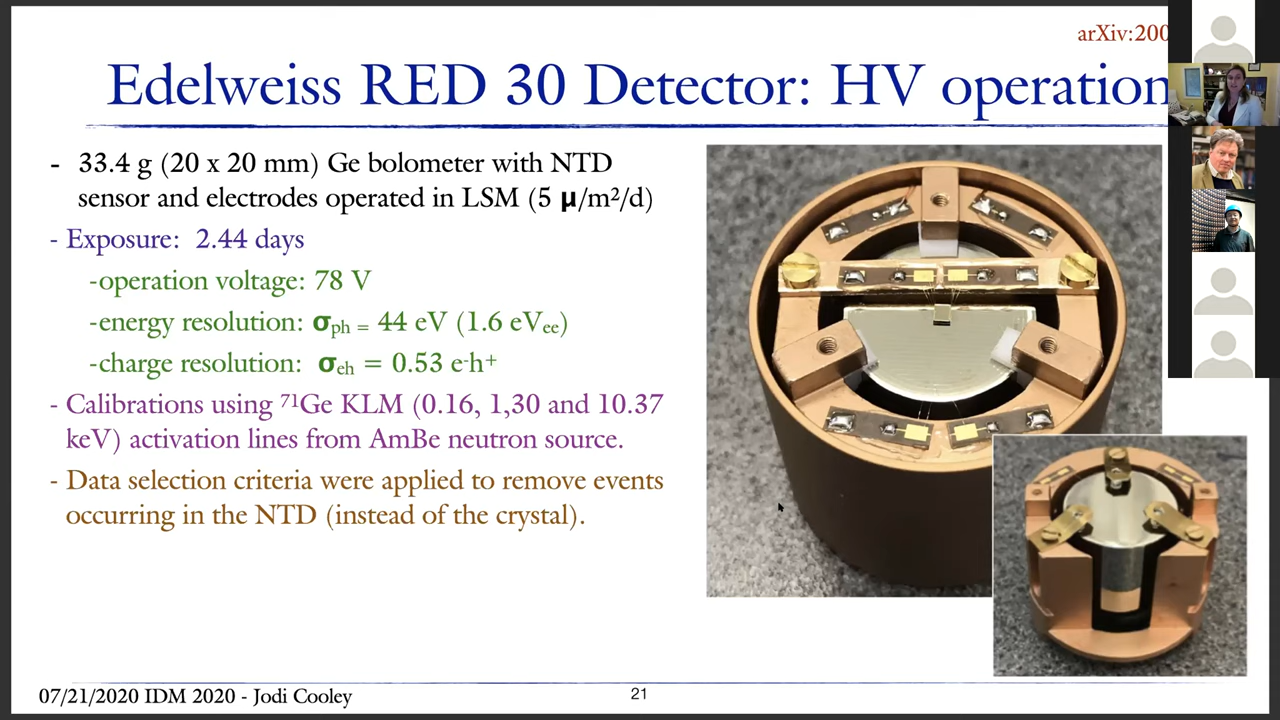 arXiv:200
Edelweiss RED 30 Detector: HV operation
- 33.4 g (20 x 20 mm) Ge bolometer with NTD
sensor and electrodes operated in LSM (5 µ/m²/d)
- Exposure: 2.44 days
-operation voltage: 78 V
-energy resolution: σph = 44 eV (1.6 eVee)
-charge resolution: σeh = 0.53 e-h+
- Calibrations using ⁷¹Ge KLM (0.16, 1,30 and 10.37
keV) activation lines from AmBe neutron source.
- Data selection criteria were applied to remove events
occurring in the NTD (instead of the crystal).
07/21/2020 IDM 2020 - Jodi Cooley
21